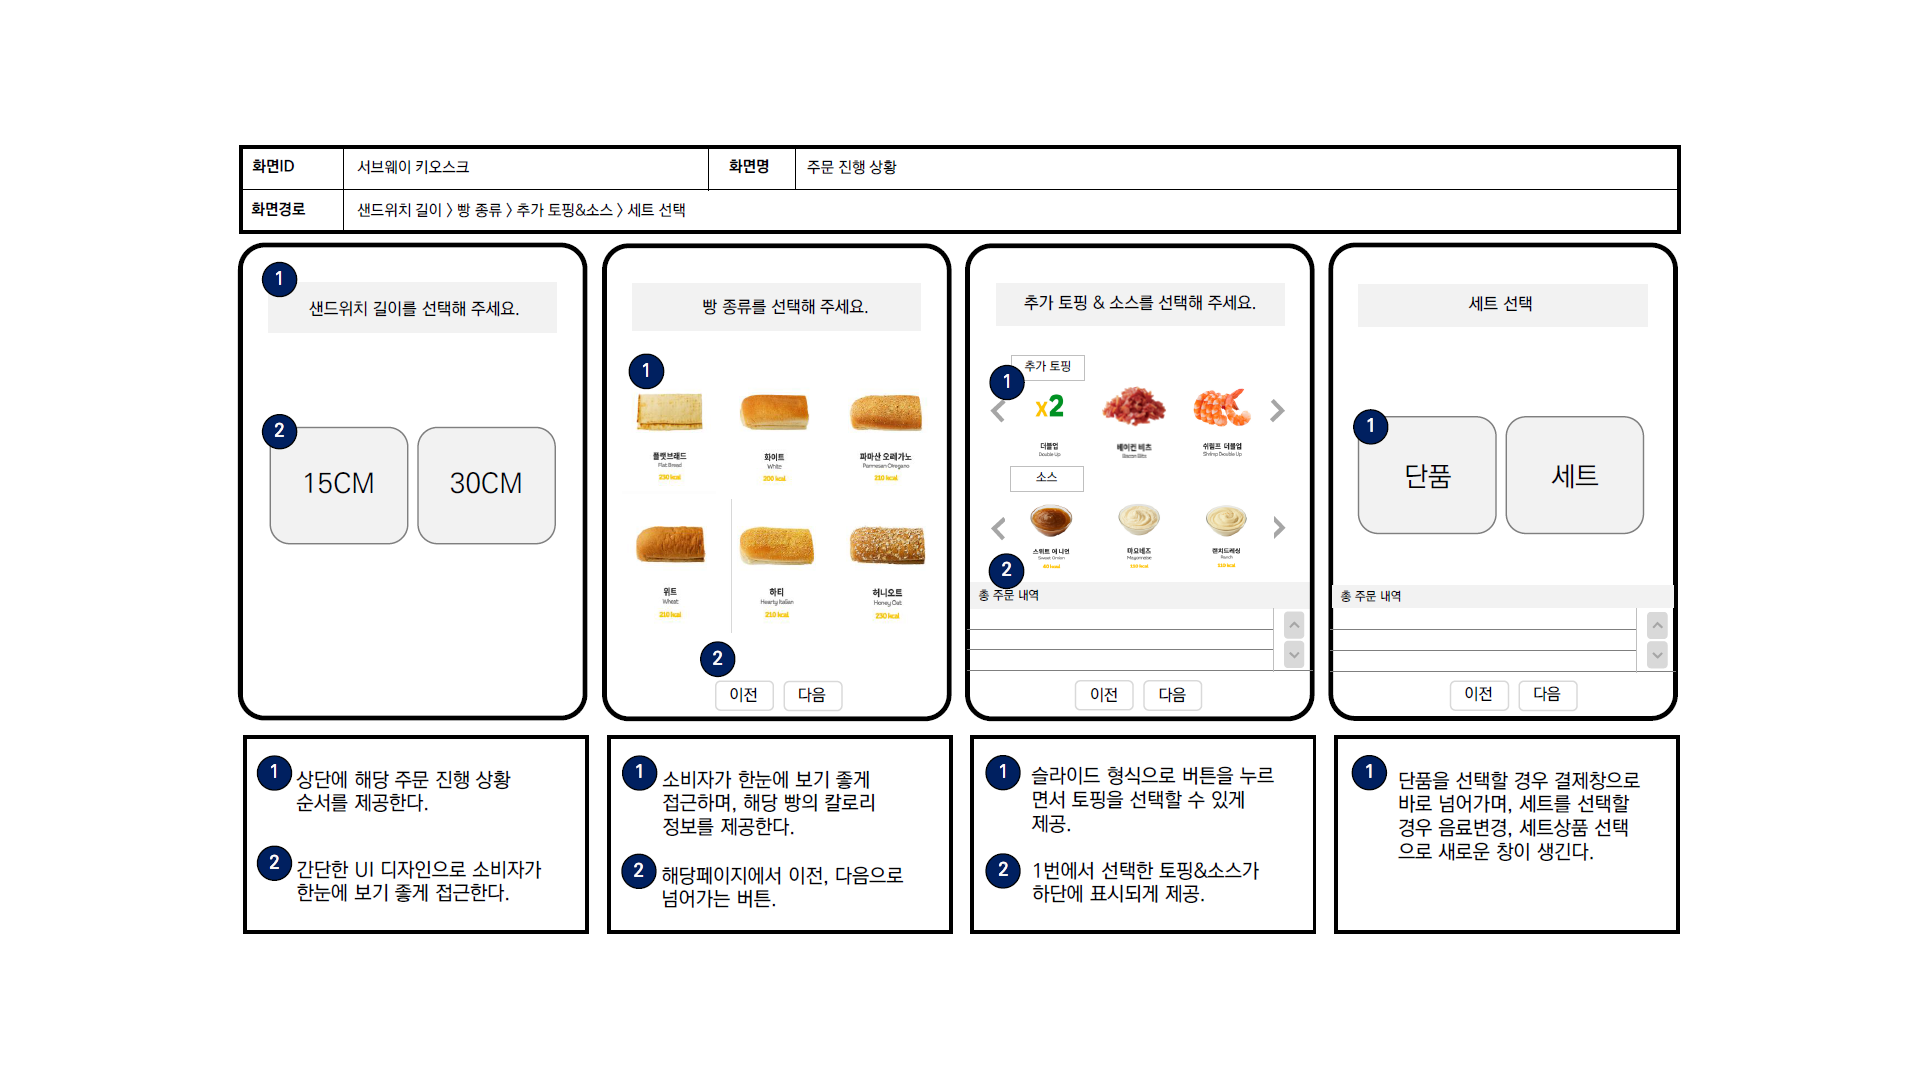 화면ID 서브웨이 키오스크 화면명 주문 진행 상황
화면경로 샌드위치 길이 > 빵 종류 > 추가 토핑&소스 > 세트 선택
1
샌드위치 길이를 선택해 주세요.
2
15CM 30CM
빵 종류를 선택해 주세요.
1
플랫브래드 화이트 파마산 오레가노
Flat Bread White Parmesan Oregano
230 kcal 200 kcal 210 kcal
위트 하티 허니오트
Wheat Hearty Italian Honey Oat
210 kcal 210 kcal 230 kcal
2
이전 다음
추가 토핑 & 소스를 선택해 주세요.
추가 토핑
1
x2
더블업 베이컨 비츠 쉬림프 더블업
Double Up Bacon Bits Shrimp Double Up
소스
스위트 어니언 마요네즈 랜치드레싱
Sweet Onion Mayonnaise Ranch
2
총 주문 내역
이전 다음
세트 선택
1
단품 세트
총 주문 내역
이전 다음
1 상단에 해당 주문 진행 상황
순서를 제공한다.
2 간단한 UI 디자인으로 소비자가
한눈에 보기 좋게 접근한다.
1 소비자가 한눈에 보기 좋게
접근하며, 해당 빵의 칼로리
정보를 제공한다.
2 해당페이지에서 이전, 다음으로
넘어가는 버튼.
1 슬라이드 형식으로 버튼을 누르
면서 토핑을 선택할 수 있게
제공.
2 1번에서 선택한 토핑&소스가
하단에 표시되게 제공.
1 단품을 선택할 경우 결제창으로
바로 넘어가며, 세트를 선택할
경우 음료변경, 세트상품 선택
으로 새로운 창이 생긴다.